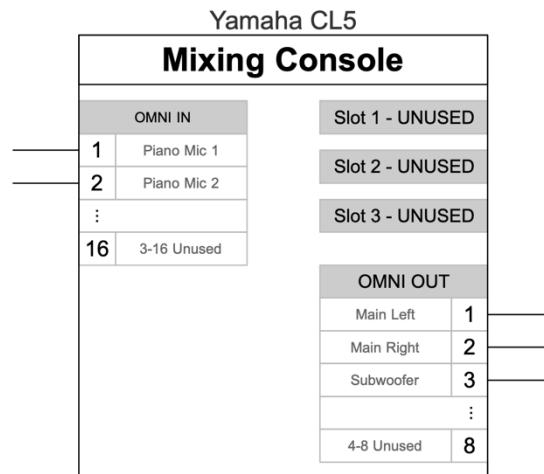 Yamaha CL5
Mixing Console
OMNI IN
1 Piano Mic 1
2 Piano Mic 2
⋮
16 3-16 Unused
Slot 1 - UNUSED
Slot 2 - UNUSED
Slot 3 - UNUSED
OMNI OUT
Main Left 1
Main Right 2
Subwoofer 3
⋮
4-8 Unused 8